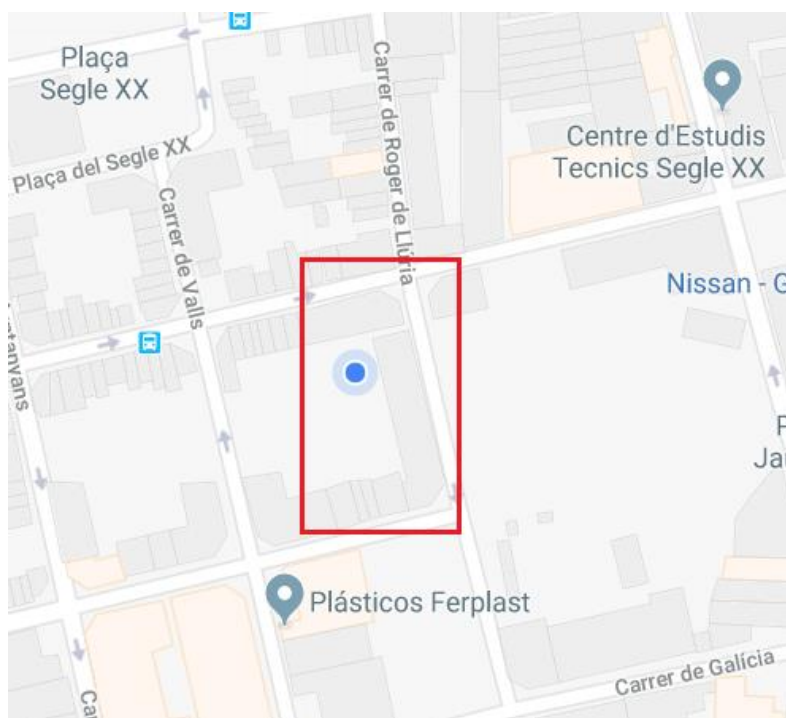 Plaça
Segle XX
Plaça del Segle XX
Carrer de Roger de Llúria
Centre d'Estudis
Tecnics Segle XX
Carrer de Valls
Nissan - G
Plásticos Ferplast
Carrer de Galícia